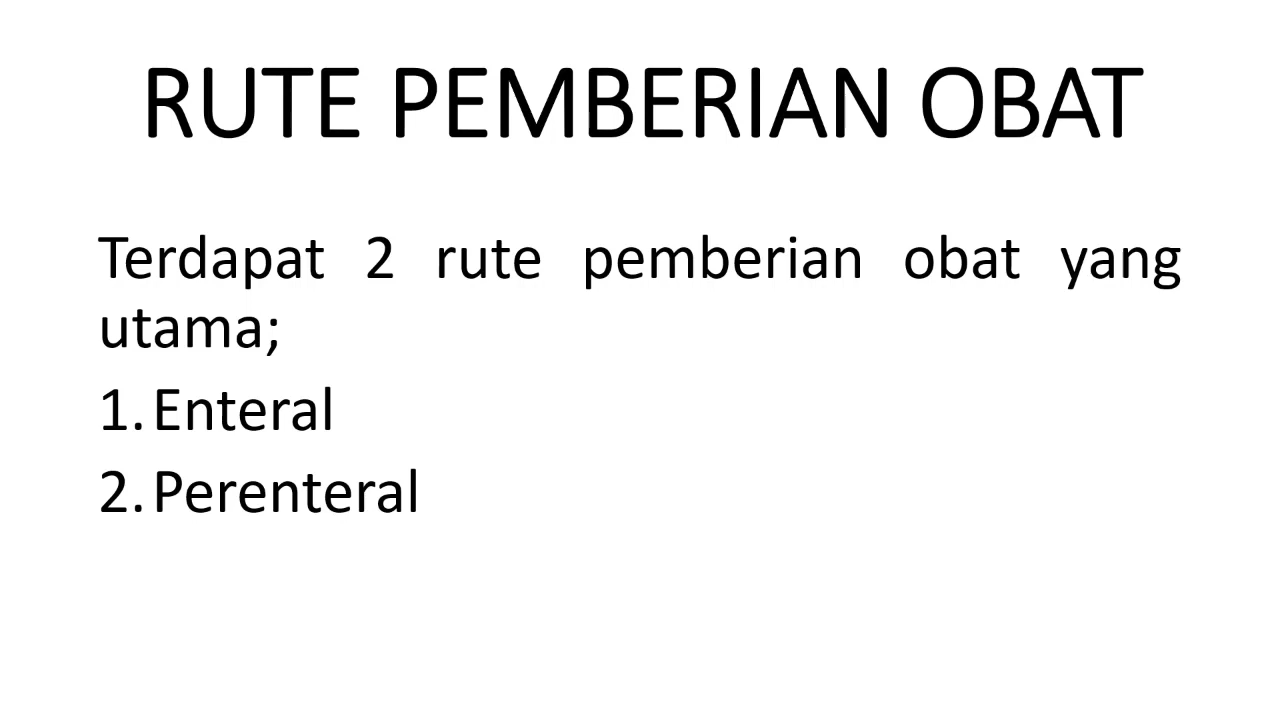 RUTE PEMBERIAN OBAT
Terdapat 2 rute pemberian obat yang
utama;
1. Enteral
2. Perenteral